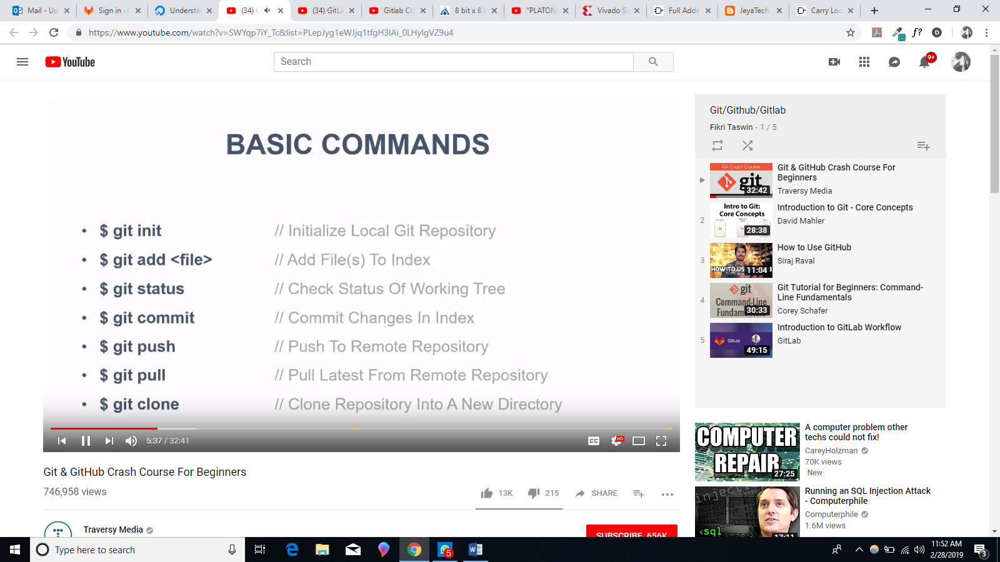 Mail - Ud
Sign in · G
Understa
(34) G
(34) GitLa
Gitlab CI/
8 bit x 8 b
"PLATONI
Vivado Si
Full Adde
JeyaTech
Carry Loo
https://www.youtube.com/watch?v=SWYqp7iY_Tc&list=PLepJyg1eWJjq1tfgH3IAi_0LHyIgVZ9u4
f?
D
YouTube
Search
9+
BASIC COMMANDS
• $ git init // Initialize Local Git Repository
• $ git add <file> // Add File(s) To Index
• $ git status // Check Status Of Working Tree
• $ git commit // Commit Changes In Index
• $ git push // Push To Remote Repository
• $ git pull // Pull Latest From Remote Repository
• $ git clone // Clone Repository Into A New Directory
5:37 / 32:41
CC
HD
Git & GitHub Crash Course For Beginners
746,958 views
13K
215
SHARE
Traversy Media
SUBSCRIBE 656K
Git/Github/Gitlab
Fikri Taswin - 1 / 5
Git Crash Course
git
32:42
Git & GitHub Crash Course For
Beginners
Traversy Media
2
Intro to Git:
Core Concepts
28:38
Introduction to Git - Core Concepts
David Mahler
3
HOW TO US
11:04
How to Use GitHub
Siraj Raval
4
git
Command-Line
Fundam
30:33
Git Tutorial for Beginners: Command-
Line Fundamentals
Corey Schafer
5
GitLab
49:15
Introduction to GitLab Workflow
GitLab
COMPUTER
REPAIR
27:25
A computer problem other
techs could not fix!
CareyHolzman
70K views
New
<sql
17:11
Running an SQL Injection Attack
- Computerphile
Computerphile
1.6M views
Type here to search
5
11:52 AM
2/28/2019
3